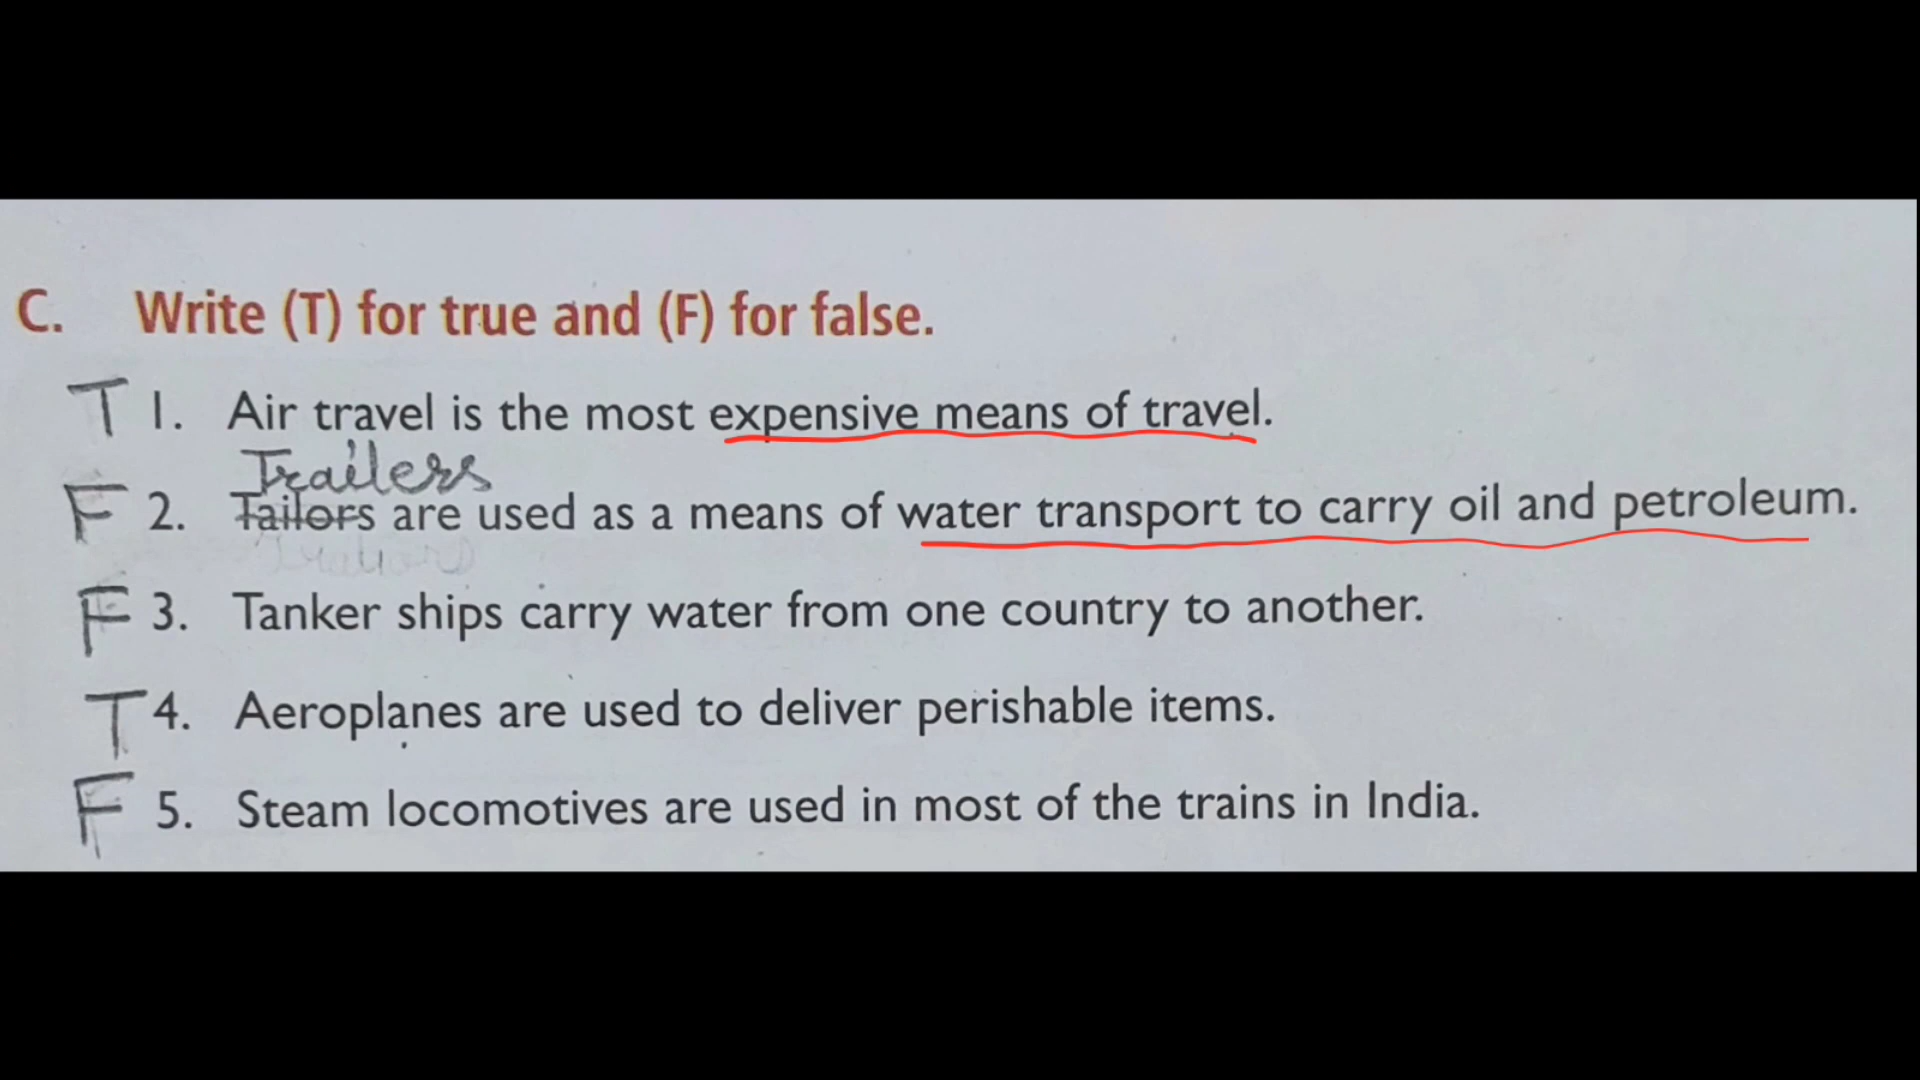 C. Write (T) for true and (F) for false.
T 1. Air travel is the most expensive means of travel.
Trailers
F 2. Tailors are used as a means of water transport to carry oil and petroleum.
F 3. Tanker ships carry water from one country to another.
T 4. Aeroplanes are used to deliver perishable items.
F 5. Steam locomotives are used in most of the trains in India.